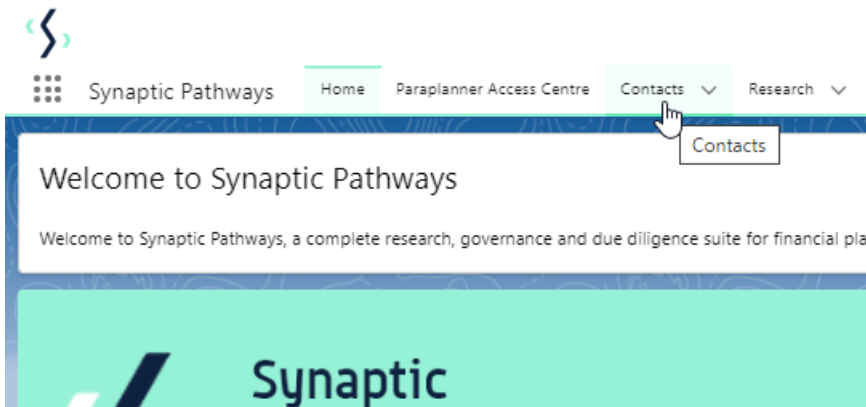 Synaptic Pathways Home Paraplanner Access Centre Contacts Research
Contacts
Welcome to Synaptic Pathways
Welcome to Synaptic Pathways, a complete research, governance and due diligence suite for financial
Synaptic